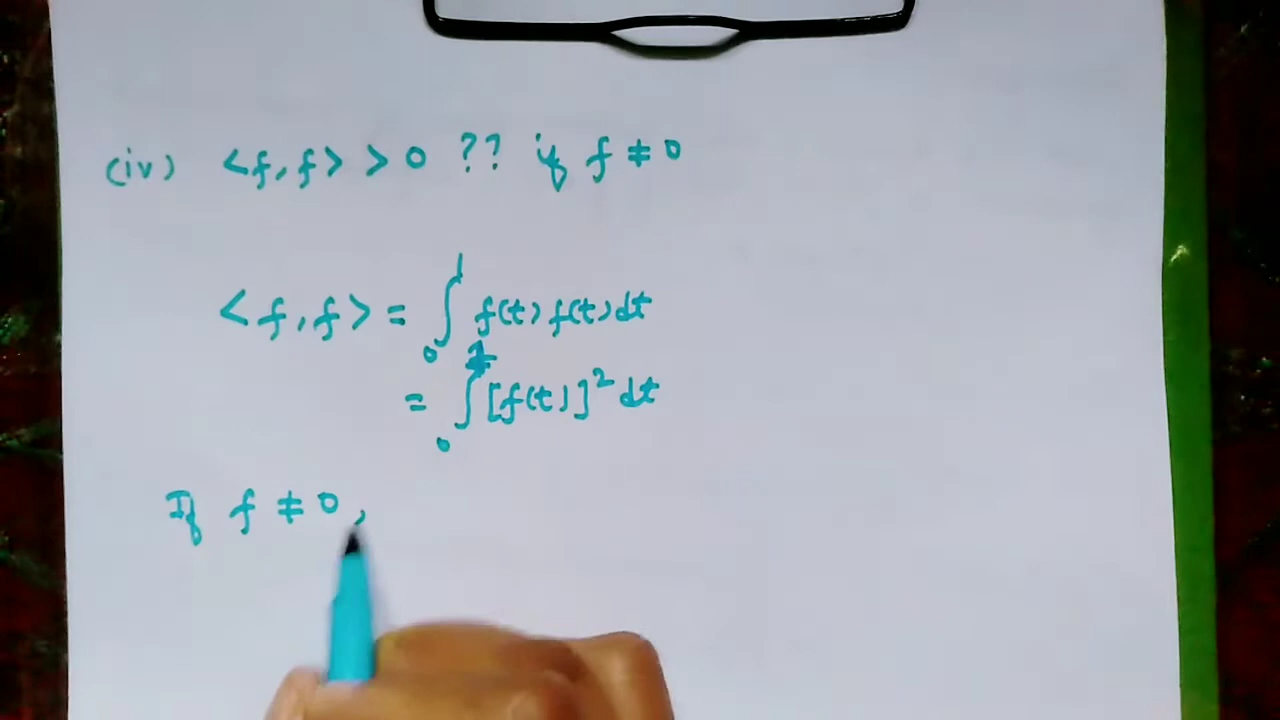 (iv) <f,f> > 0 ?? if f ≠ 0
<f,f> = ∫₀¹ f(t) f(t) dt
= ∫₀¹ [f(t)]² dt
If f ≠ 0,